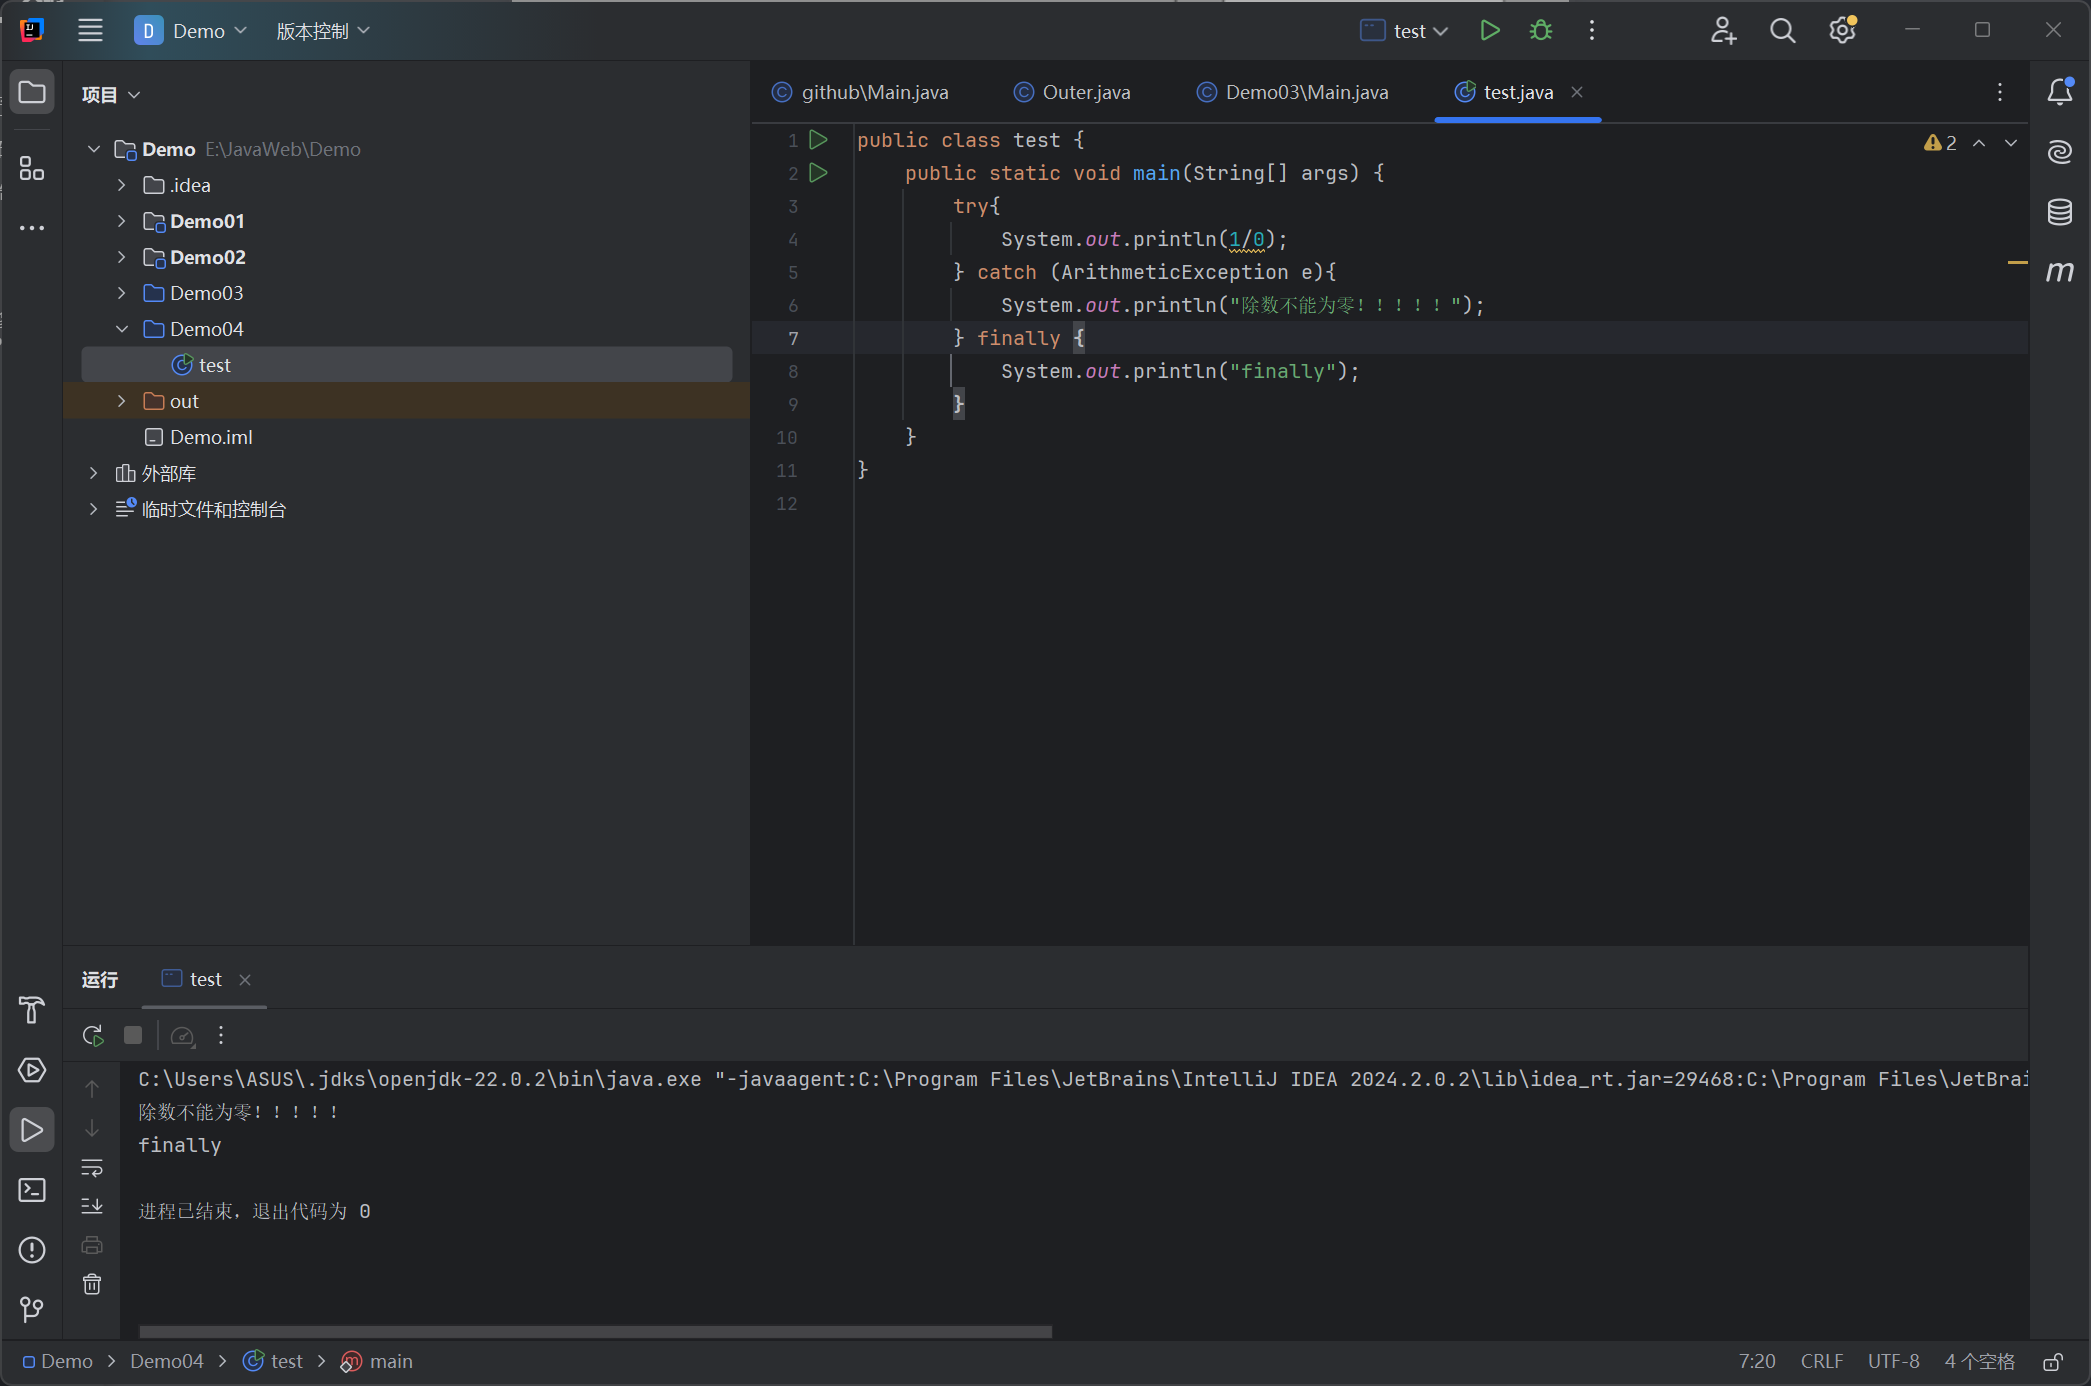 D Demo 版本控制 test
项目
Demo E:\JavaWeb\Demo
.idea
Demo01
Demo02
Demo03
Demo04
test
out
Demo.iml
外部库
临时文件和控制台
github\Main.java Outer.java Demo03\Main.java test.java
2
1 public class test {
2 public static void main(String[] args) {
3 try{
4 System.out.println(1/0);
5 } catch (ArithmeticException e){
6 System.out.println("除数不能为零！！！！！");
7 } finally {
8 System.out.println("finally");
9 }
10 }
11 }
12
运行 test
C:\Users\ASUS\.jdks\openjdk-22.0.2\bin\java.exe "-javaagent:C:\Program Files\JetBrains\IntelliJ IDEA 2024.2.0.2\lib\idea_rt.jar=29468:C:\Program Files\JetBrai
除数不能为零！！！！！
finally
进程已结束，退出代码为 0
Demo > Demo04 > test > main
7:20 CRLF UTF-8 4 个空格